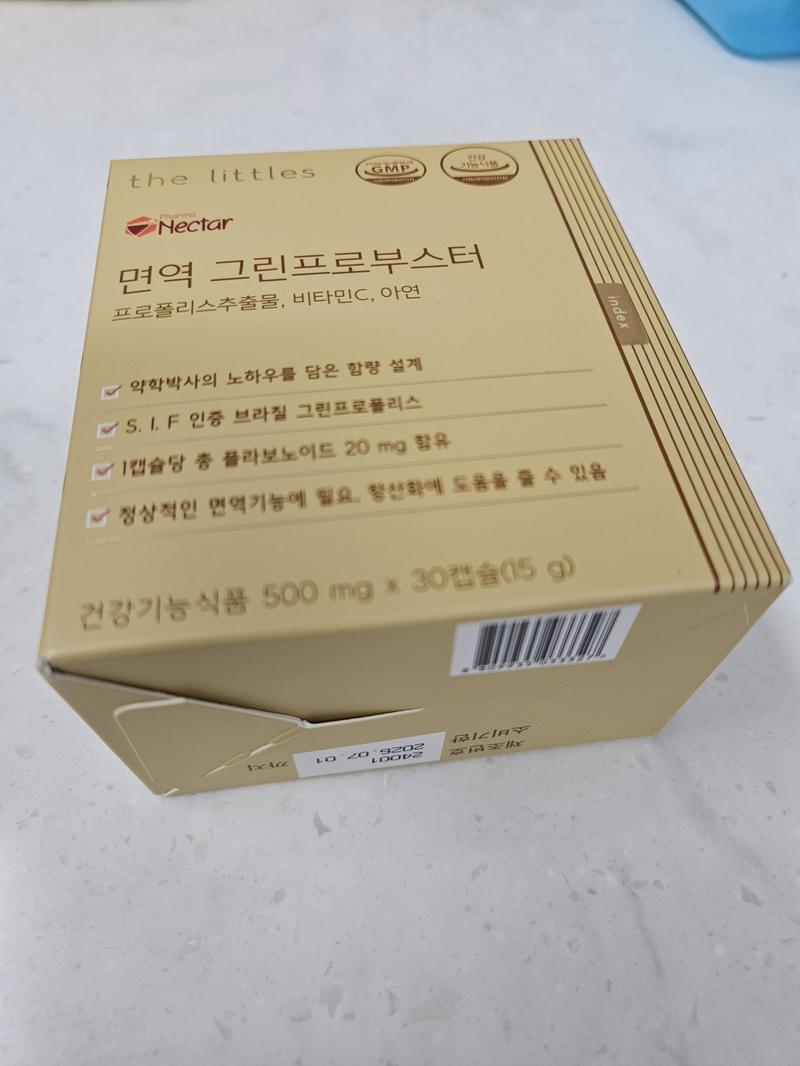 the littles
GMP
건강
기능식품
Pharma
Nectar
면역 그린프로부스터
프로폴리스추출물, 비타민C, 아연
index
약학박사의 노하우를 담은 함량 설계
S. I. F 인증 브라질 그린프로폴리스
1캡슐당 총 플라보노이드 20 mg 함유
정상적인 면역기능에 필요, 항산화에 도움을 줄 수 있음
건강기능식품 500 mg x 30캡슐(15 g)
제조번호 24001
소비기한 2026. 07. 01 까지